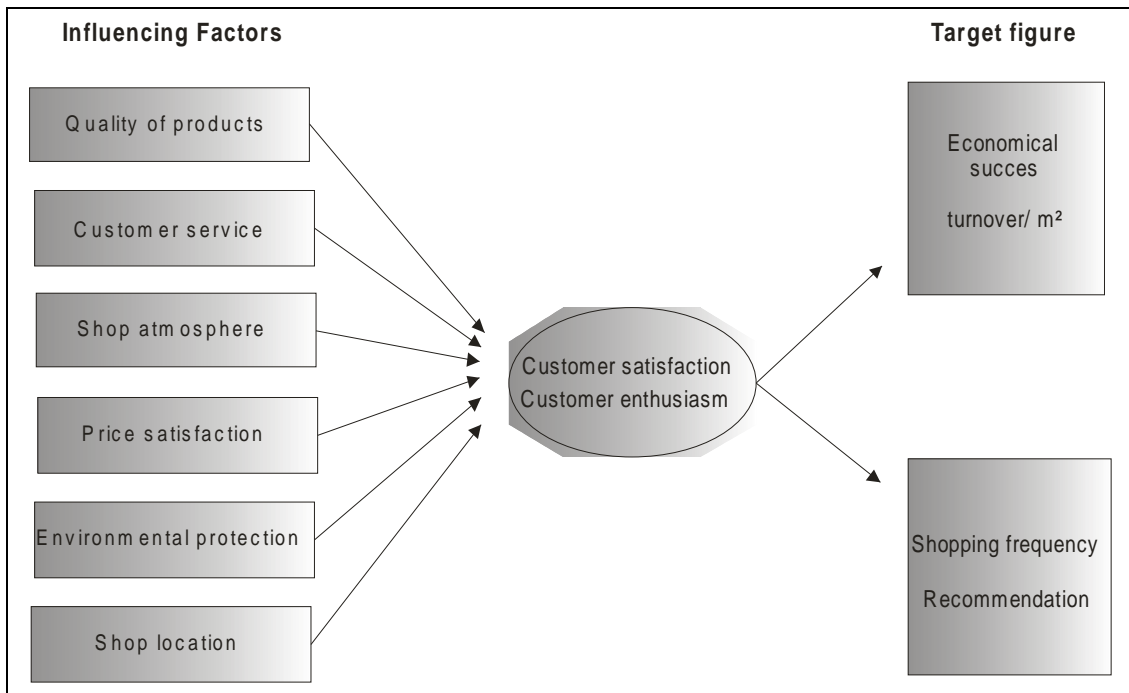 Influencing Factors
Target figure
Quality of products
Customer service
Shop atmosphere
Price satisfaction
Environmental protection
Shop location
Customer satisfaction
Customer enthusiasm
Economical
succes
turnover/ m²
Shopping frequency
Recommendation